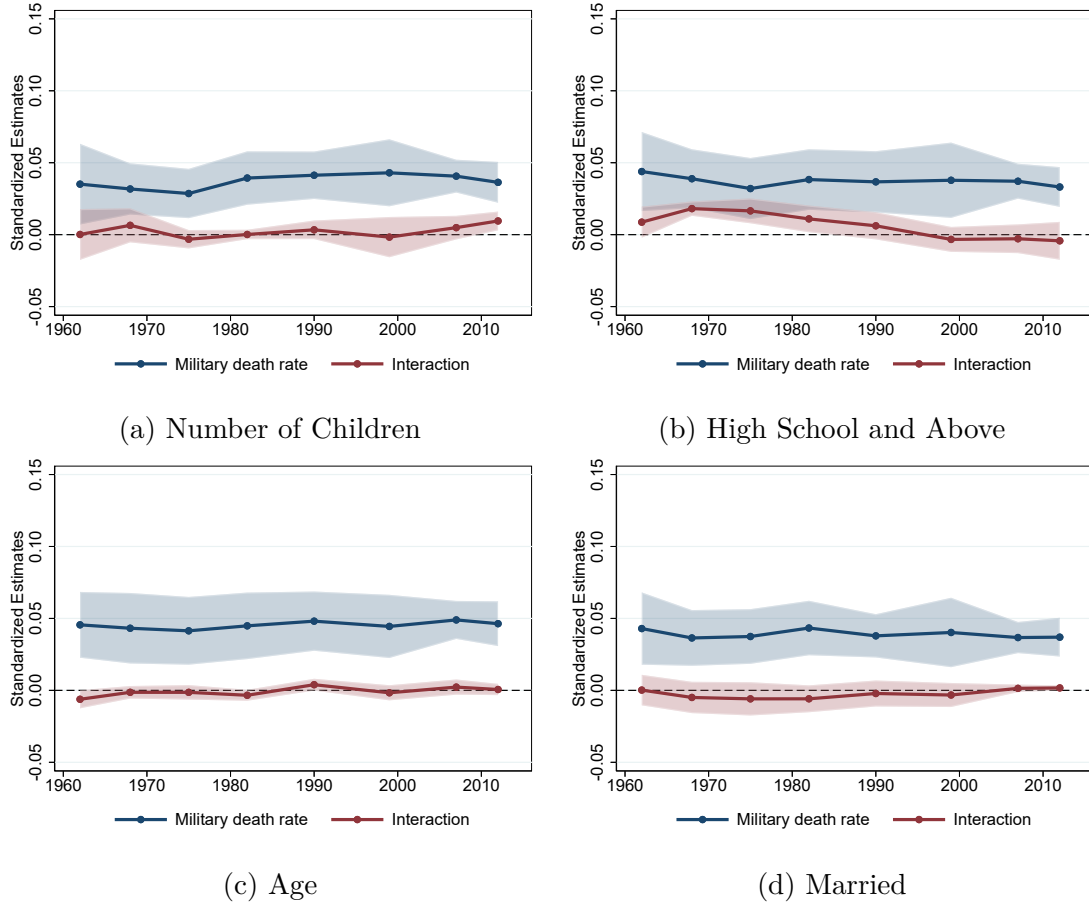 Standardized Estimates
0.15
0.10
0.05
0.00
-0.05
1960 1970 1980 1990 2000 2010
Military death rate Interaction
(a) Number of Children
Standardized Estimates
0.15
0.10
0.05
0.00
-0.05
1960 1970 1980 1990 2000 2010
Military death rate Interaction
(b) High School and Above
Standardized Estimates
0.15
0.10
0.05
0.00
-0.05
1960 1970 1980 1990 2000 2010
Military death rate Interaction
(c) Age
Standardized Estimates
0.15
0.10
0.05
0.00
-0.05
1960 1970 1980 1990 2000 2010
Military death rate Interaction
(d) Married